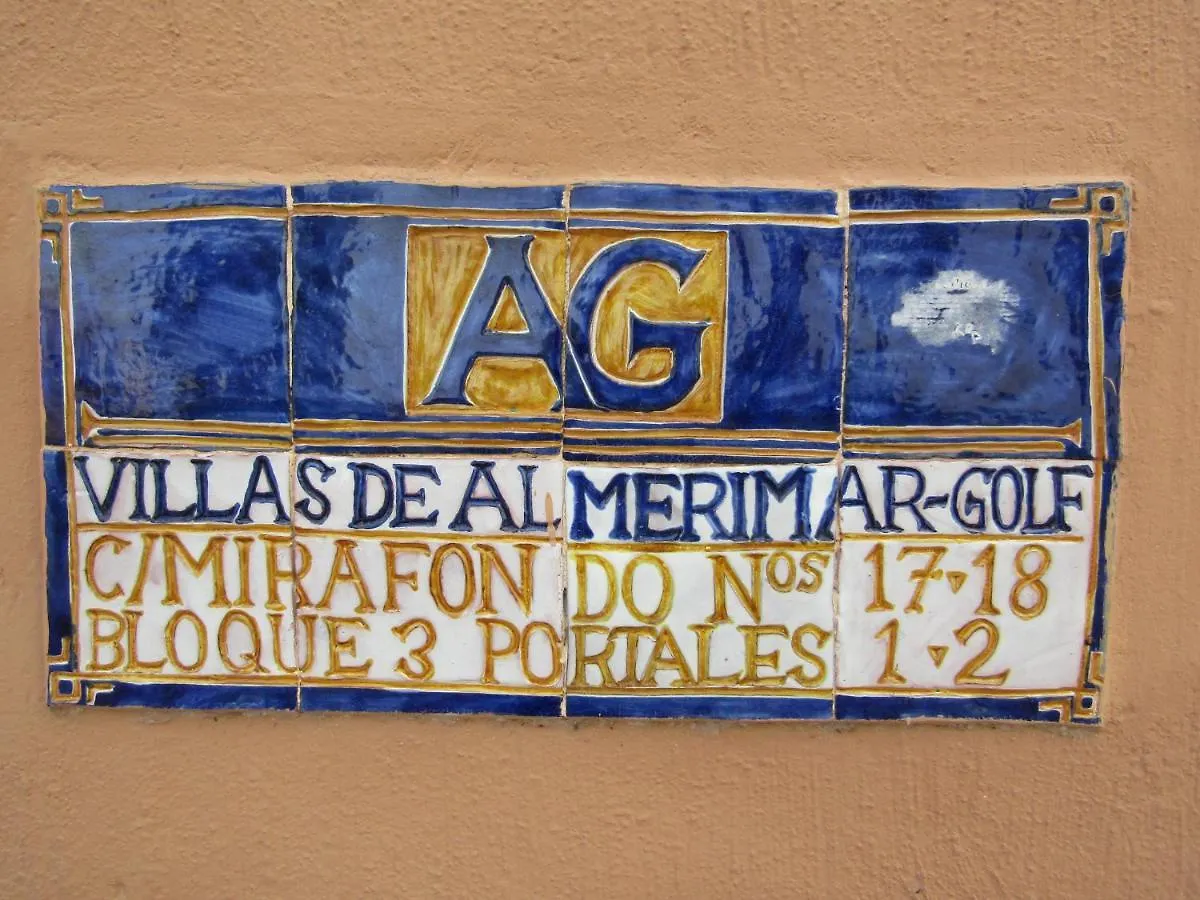 AG
VILLAS DE ALMERIMAR-GOLF
C/MIRAFONDO Nos 17▿18
BLOQUE 3 PORTALES 1▿2